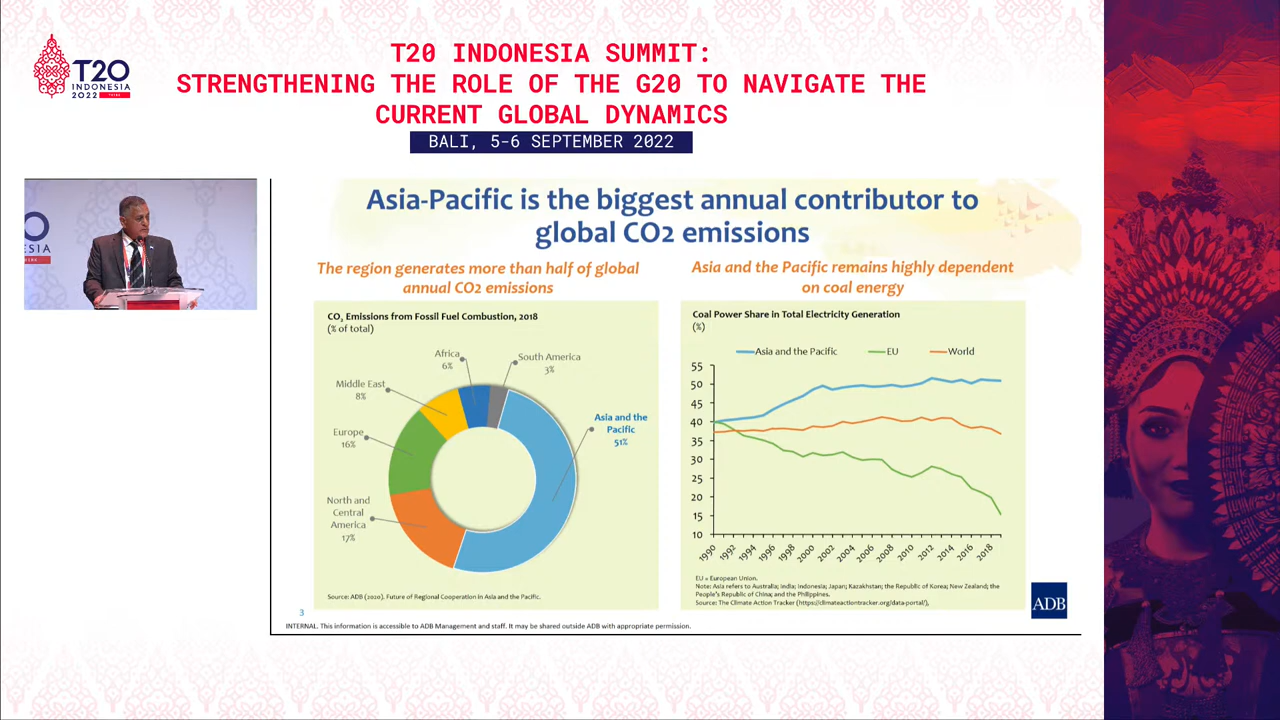 T20
INDONESIA
2022
T20 INDONESIA SUMMIT:
STRENGTHENING THE ROLE OF THE G20 TO NAVIGATE THE
CURRENT GLOBAL DYNAMICS
BALI, 5-6 SEPTEMBER 2022
Asia-Pacific is the biggest annual contributor to
global CO2 emissions
The region generates more than half of global
annual CO2 emissions
CO₂ Emissions from Fossil Fuel Combustion, 2018
(% of total)
Africa
6%
South America
3%
Middle East
8%
Asia and the
Pacific
51%
Europe
16%
North and
Central
America
17%
Source: ADB (2020). Future of Regional Cooperation in Asia and the Pacific.
Asia and the Pacific remains highly dependent
on coal energy
Coal Power Share in Total Electricity Generation
(%)
Asia and the Pacific
EU
World
55
50
45
40
35
30
25
20
15
10
1990
1992
1994
1996
1998
2000
2002
2004
2006
2008
2010
2012
2014
2016
2018
EU = European Union.
Note: Asia refers to Australia; India; Indonesia; Japan; Kazakhstan; the Republic of Korea; New Zealand; the
People's Republic of China; and the Philippines.
Source: The Climate Action Tracker (https://climateactiontracker.org/data-portal/),
ADB
3
INTERNAL. This information is accessible to ADB Management and staff. It may be shared outside ADB with appropriate permission.